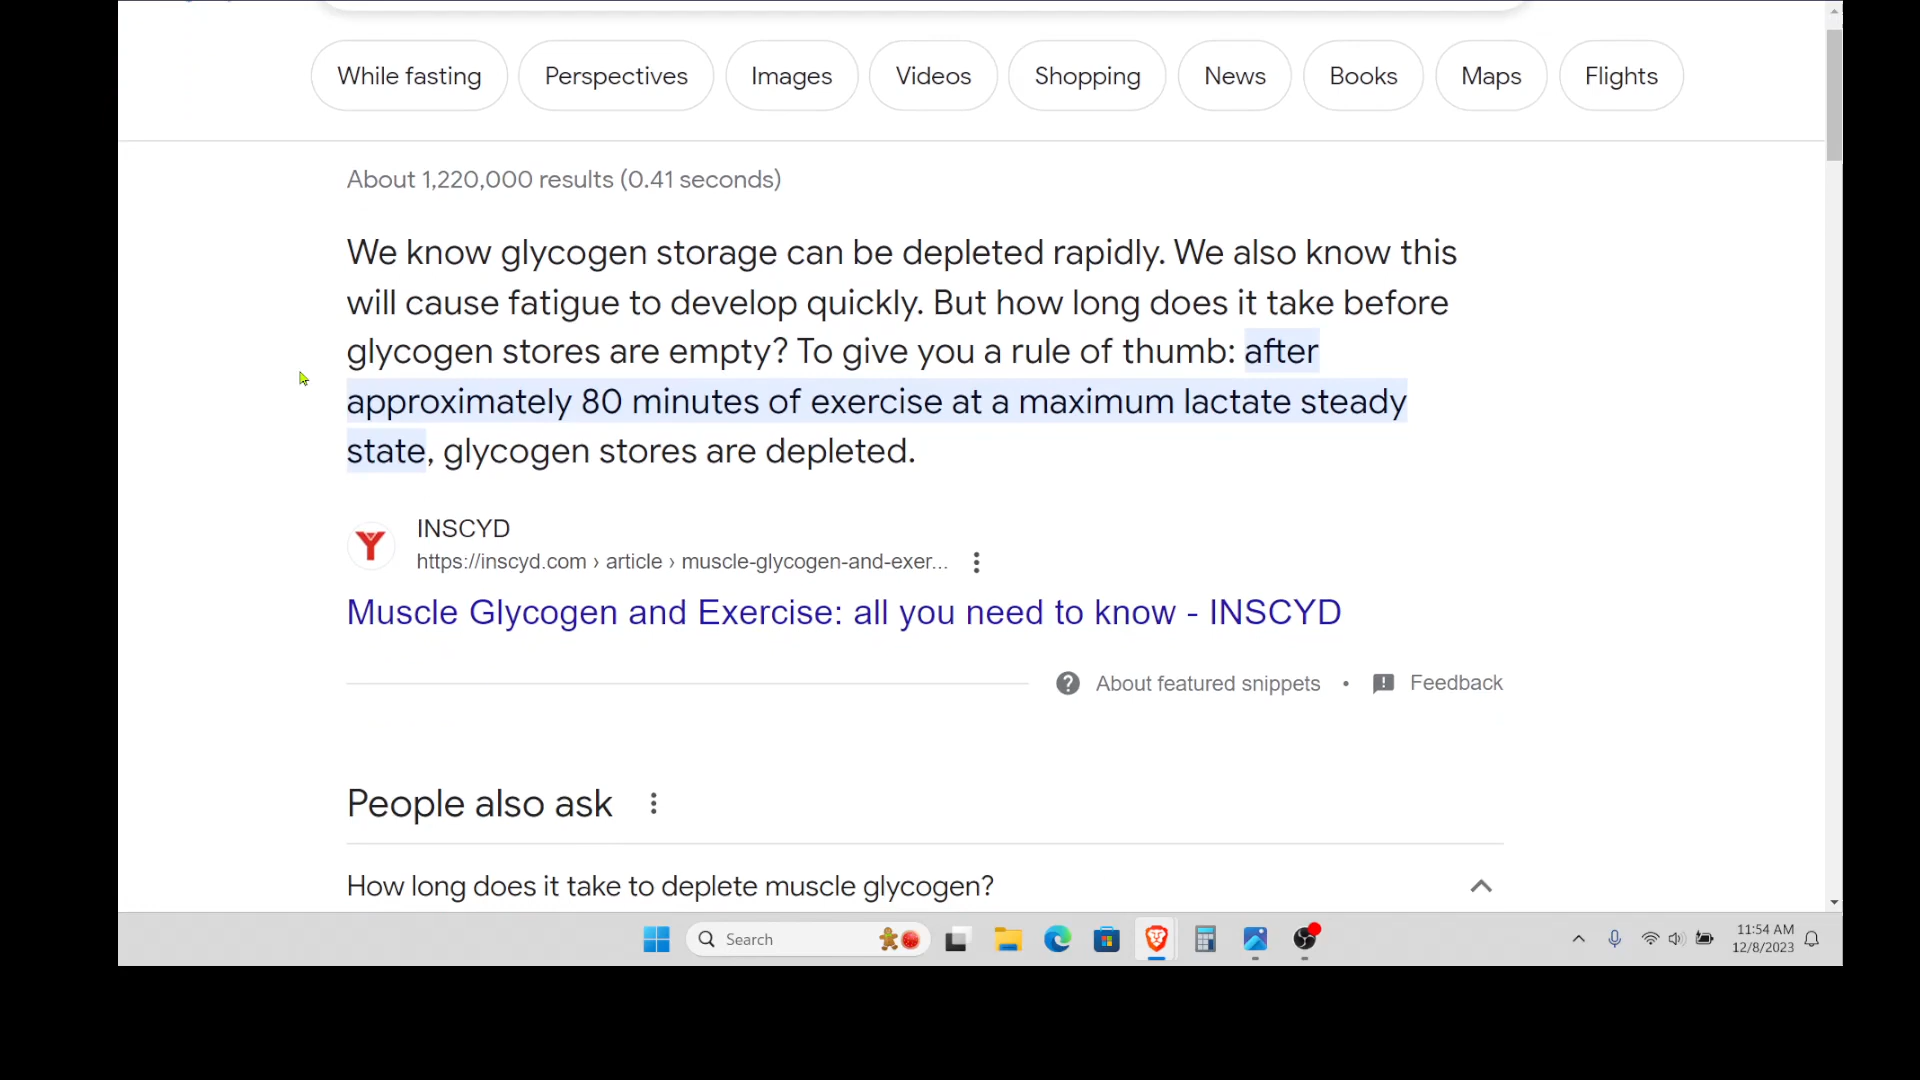 While fasting Perspectives Images Videos Shopping News Books Maps Flights
About 1,220,000 results (0.41 seconds)
We know glycogen storage can be depleted rapidly. We also know this
will cause fatigue to develop quickly. But how long does it take before
glycogen stores are empty? To give you a rule of thumb: after
approximately 80 minutes of exercise at a maximum lactate steady
state, glycogen stores are depleted.
INSCYD
https://inscyd.com › article › muscle-glycogen-and-exer...
Muscle Glycogen and Exercise: all you need to know - INSCYD
About featured snippets • Feedback
People also ask
How long does it take to deplete muscle glycogen?
Search
11:54 AM
12/8/2023